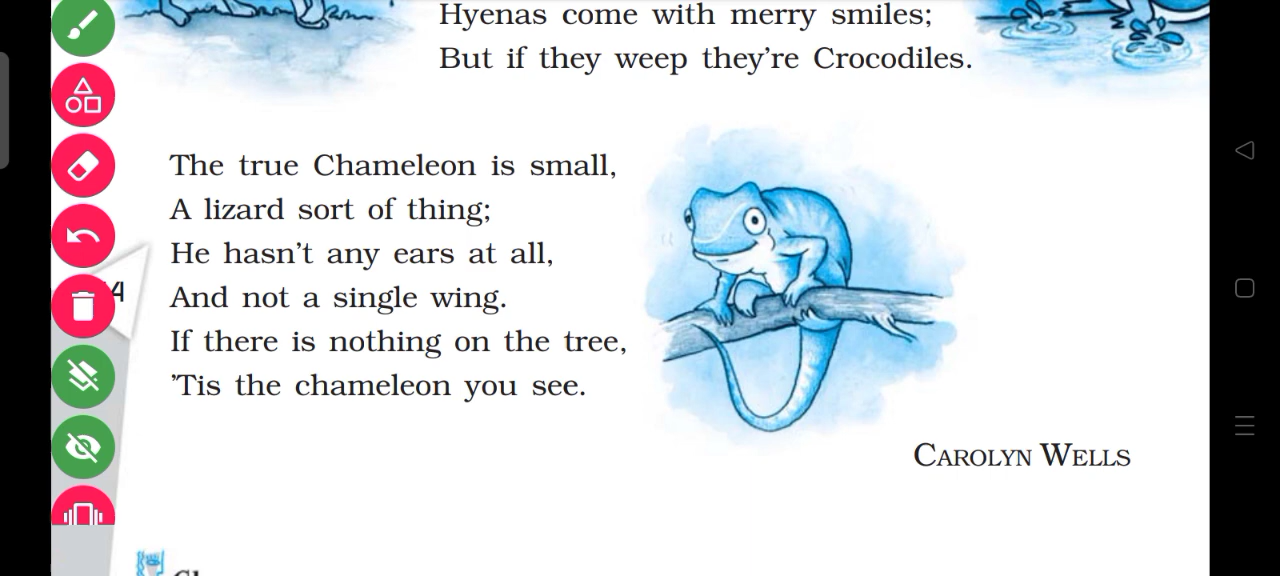 Hyenas come with merry smiles;
But if they weep they’re Crocodiles.
The true Chameleon is small,
A lizard sort of thing;
He hasn’t any ears at all,
And not a single wing.
If there is nothing on the tree,
’Tis the chameleon you see.
CAROLYN WELLS